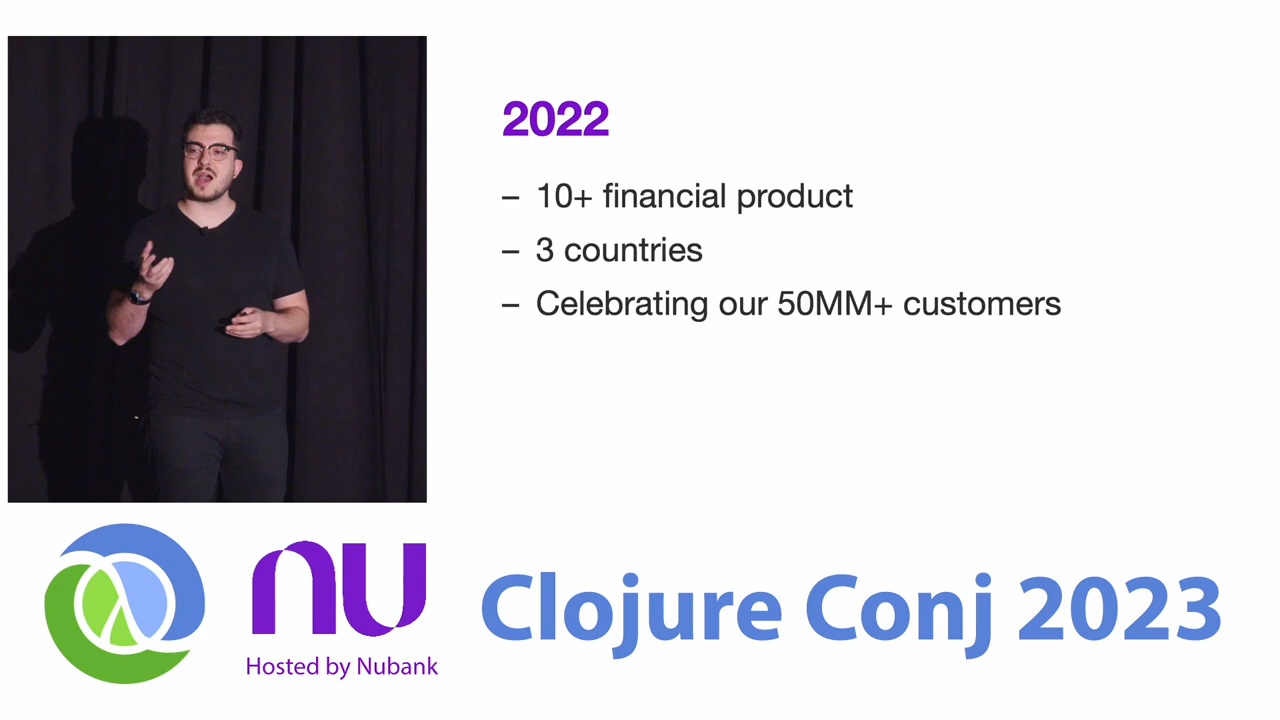 2022
– 10+ financial product
– 3 countries
– Celebrating our 50MM+ customers
nu
Hosted by Nubank
Clojure Conj 2023